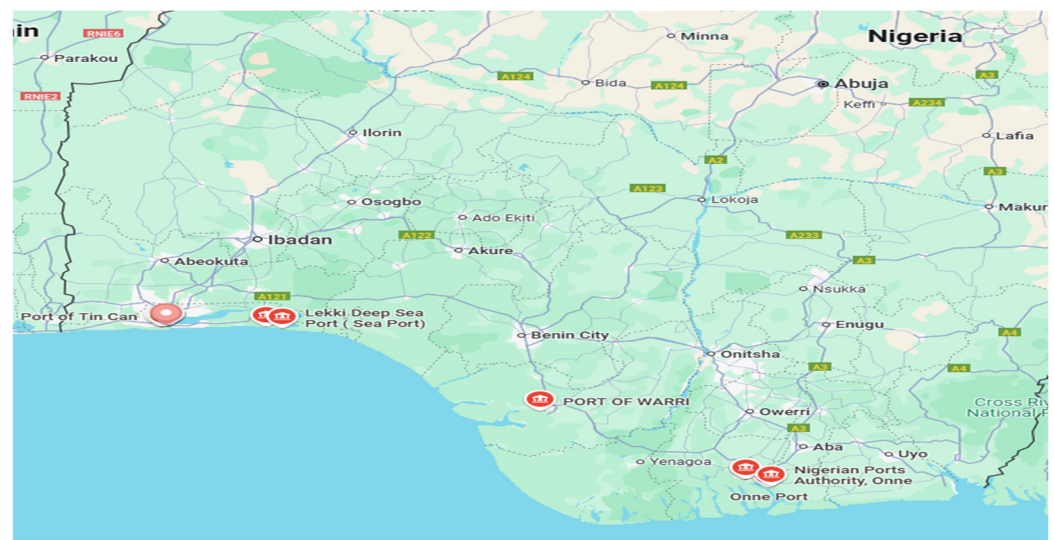 in
RNIE6
Minna
Nigeria
Parakou
A124
Bida
A124
Abuja
A3
RNIE2
Keffi
A234
Ilorin
Lafia
A2
A3
A123
Osogbo
Lokoja
Makur
Ado Ekiti
Ibadan
A122
Akure
A233
Abeokuta
A3
Nsukka
A121
Port of Tin Can
Lekki Deep Sea
Port ( Sea Port)
Enugu
Benin City
A4
Onitsha
A3
A4
PORT OF WARRI
Cross Riv
National P
Owerri
A3
Aba
Uyo
Yenagoa
Nigerian Ports
Authority, Onne
Onne Port